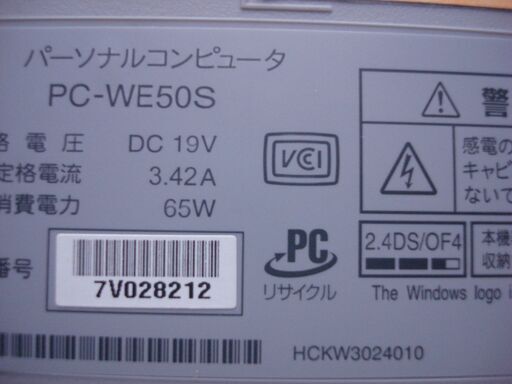 パーソナルコンピュータ
PC-WE50S
格電圧 DC 19V
定格電流 3.42A
消費電力 65W
番号
7V028212
VCI
PC
リサイクル
警
感電の
キャビ
ないで
2.4DS/OF4
本機
収納
The Windows logo i
HCKW3024010